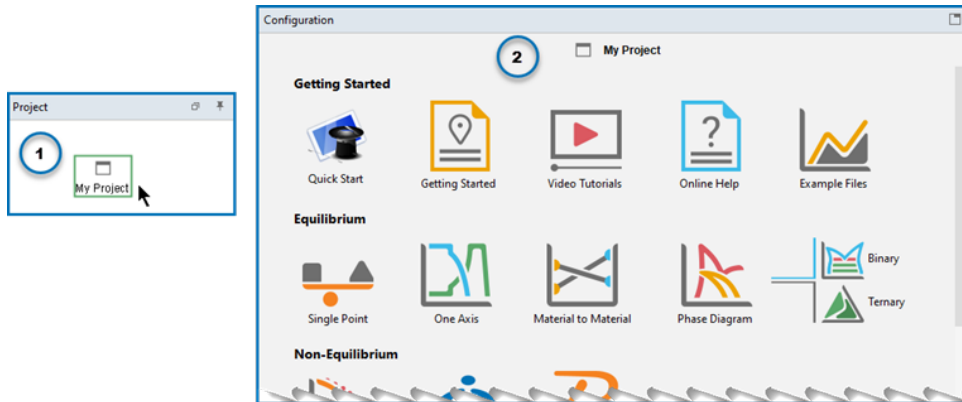 Project
1
My Project
Configuration
2
My Project
Getting Started
Quick Start
Getting Started
Video Tutorials
Online Help
Example Files
Equilibrium
Single Point
One Axis
Material to Material
Phase Diagram
Binary
Ternary
Non-Equilibrium